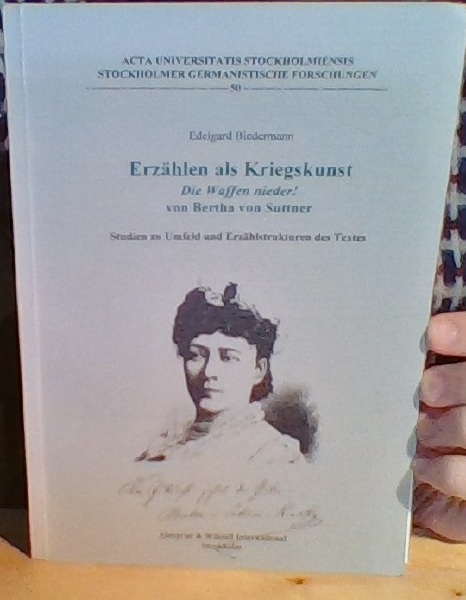 ACTA UNIVERSITATIS STOCKHOLMIENSIS
STOCKHOLMER GERMANISTISCHE FORSCHUNGEN
50
Edelgard Biedermann
Erzählen als Kriegskunst
Die Waffen nieder!
von Bertha von Suttner
Studien zu Umfeld und Erzählstrukturen des Textes
Almqvist & Wiksell International
Stockholm